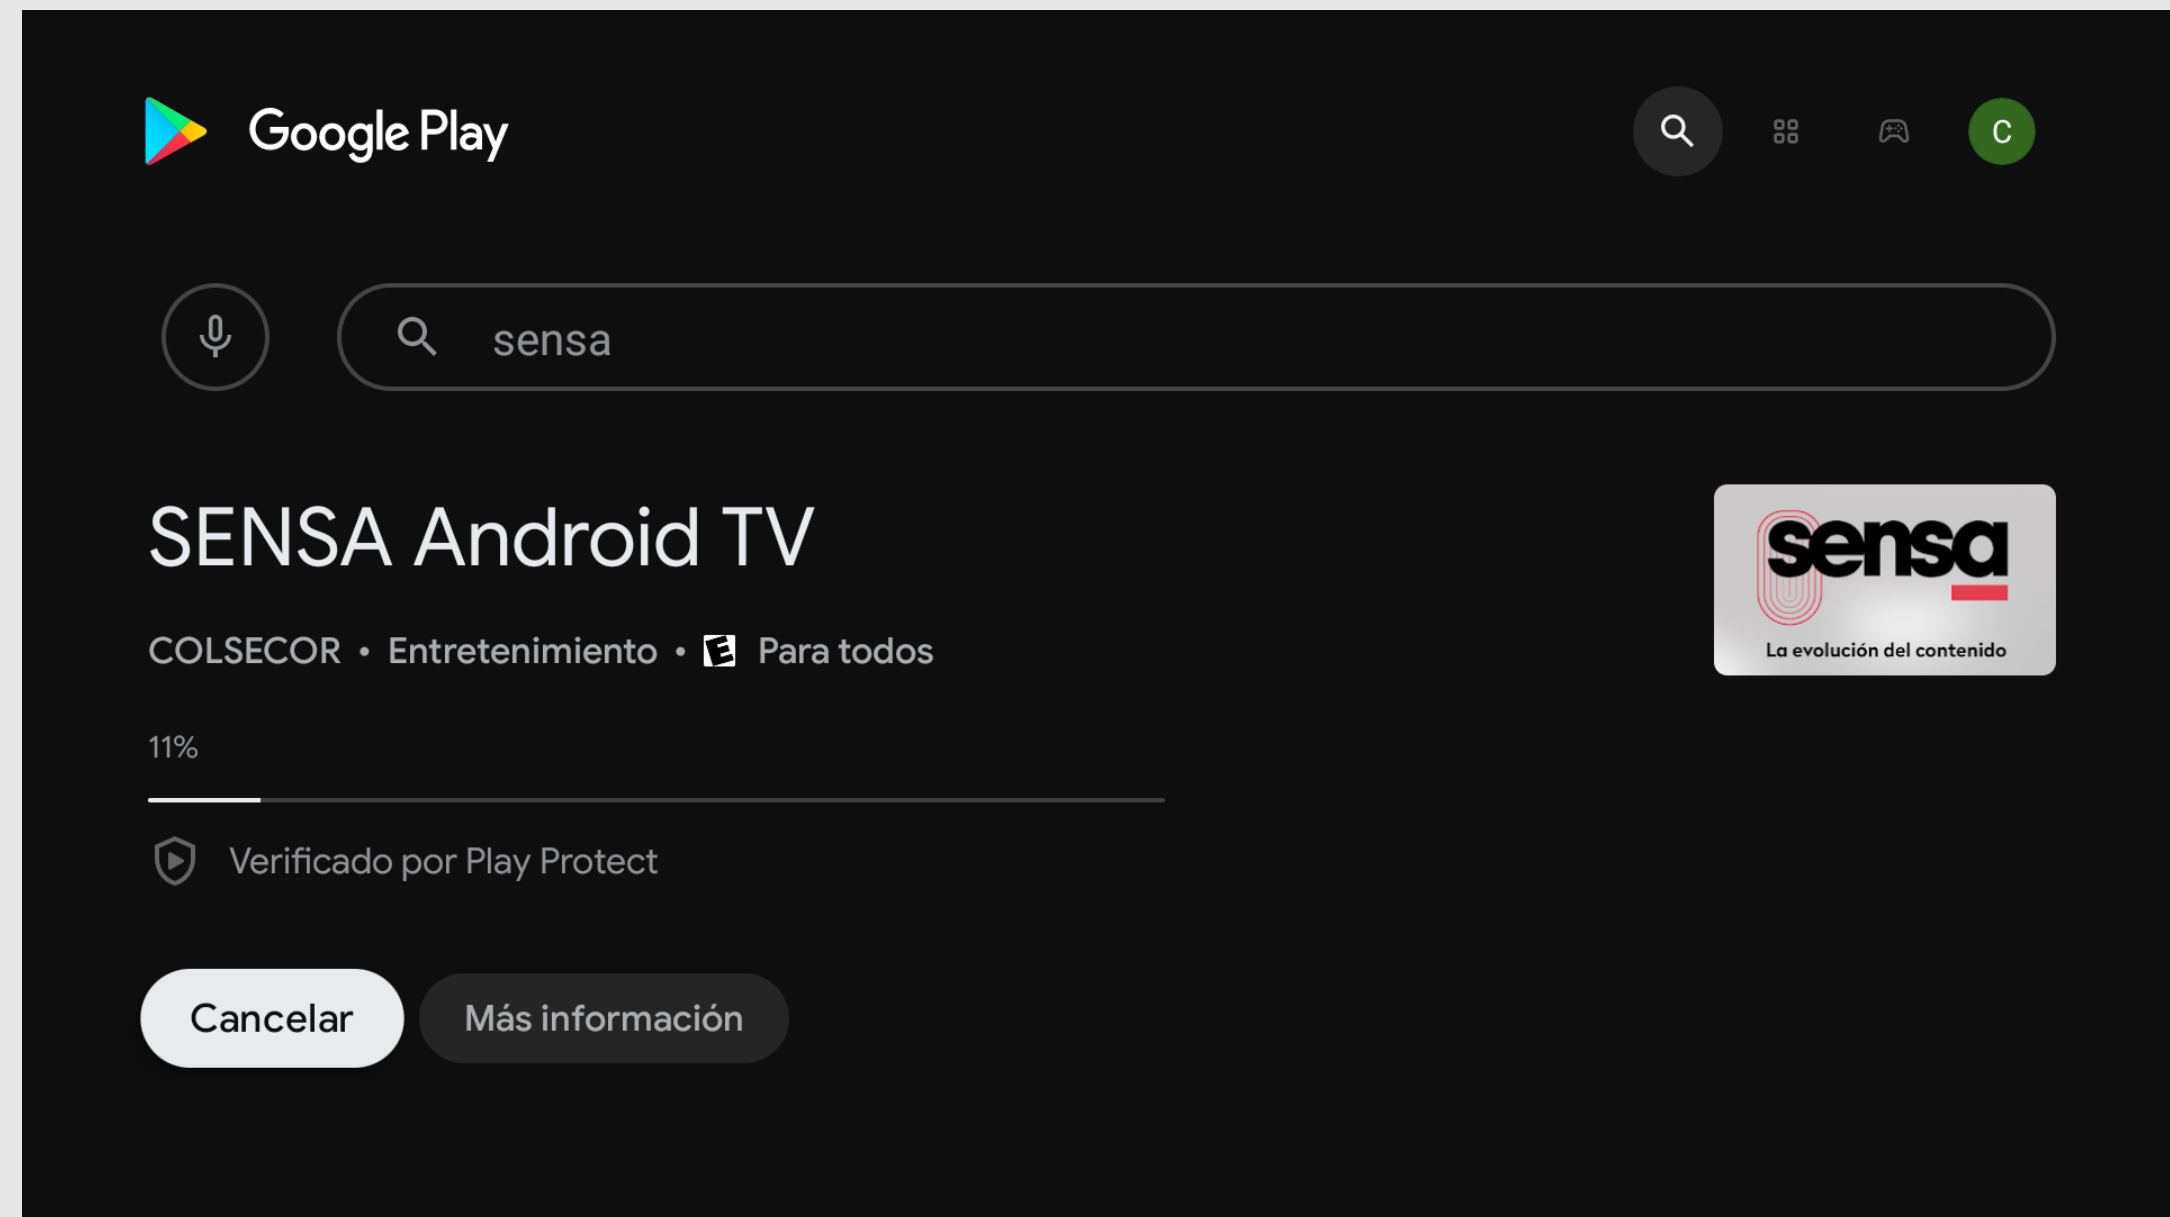 Google Play
C
sensa
SENSA Android TV
sensa
La evolución del contenido
COLSECOR • Entretenimiento • E Para todos
11%
Verificado por Play Protect
Cancelar
Más información